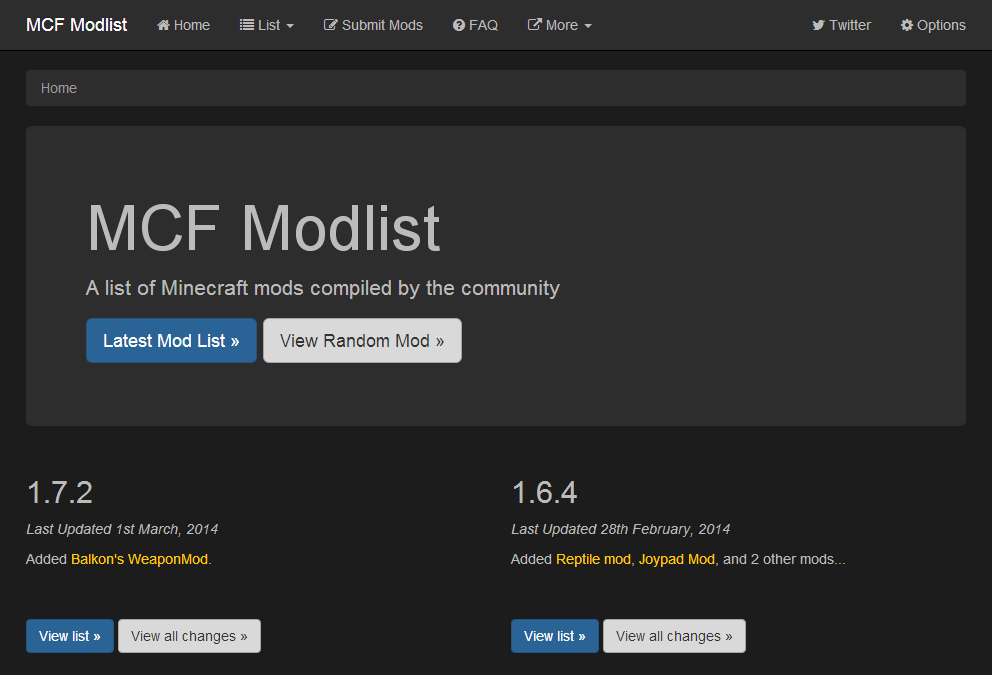 MCF Modlist Home List Submit Mods FAQ More Twitter Options
Home
MCF Modlist
A list of Minecraft mods compiled by the community
Latest Mod List » View Random Mod »
1.7.2
Last Updated 1st March, 2014
Added Balkon's WeaponMod.
View list » View all changes »
1.6.4
Last Updated 28th February, 2014
Added Reptile mod, Joypad Mod, and 2 other mods...
View list » View all changes »